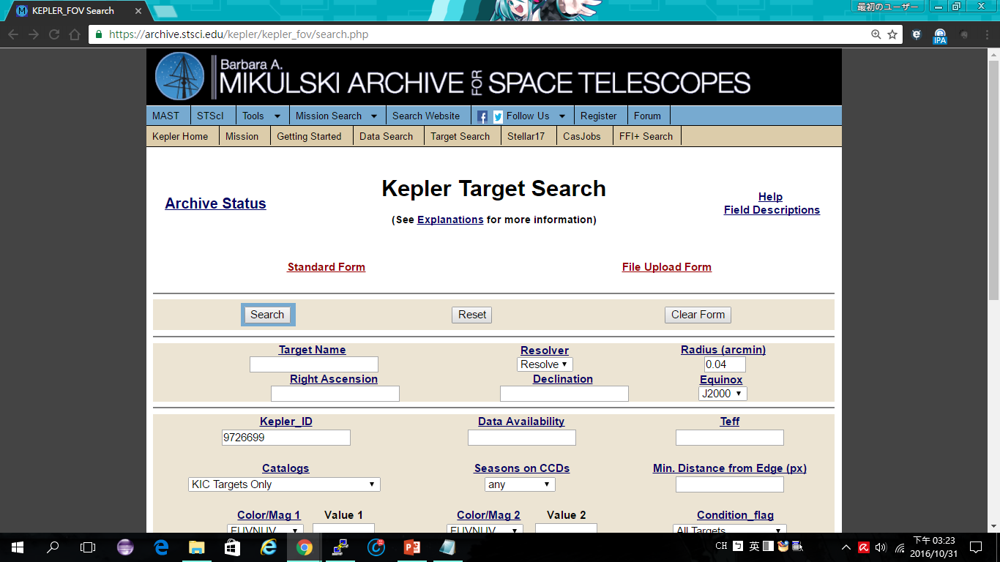 KEPLER_FOV Search
最初のユーザー
https://archive.stsci.edu/kepler/kepler_fov/search.php
IPA
Barbara A.
MIKULSKI ARCHIVE FOR SPACE TELESCOPES
MAST STScI Tools Mission Search Search Website Follow Us Register Forum
Kepler Home Mission Getting Started Data Search Target Search Stellar17 CasJobs FFI+ Search
Kepler Target Search
Archive Status
Help
Field Descriptions
(See Explanations for more information)
Standard Form File Upload Form
Search Reset Clear Form
Target Name Resolver Radius (arcmin)
Resolve 0.04
Right Ascension Declination Equinox
J2000
Kepler_ID Data Availability Teff
9726699
Catalogs Seasons on CCDs Min. Distance from Edge (px)
KIC Targets Only any
Color/Mag 1 Value 1 Color/Mag 2 Value 2 Condition_flag
FUVNUV FUVNUV All Targets
CH 英
下午 03:23
2016/10/31